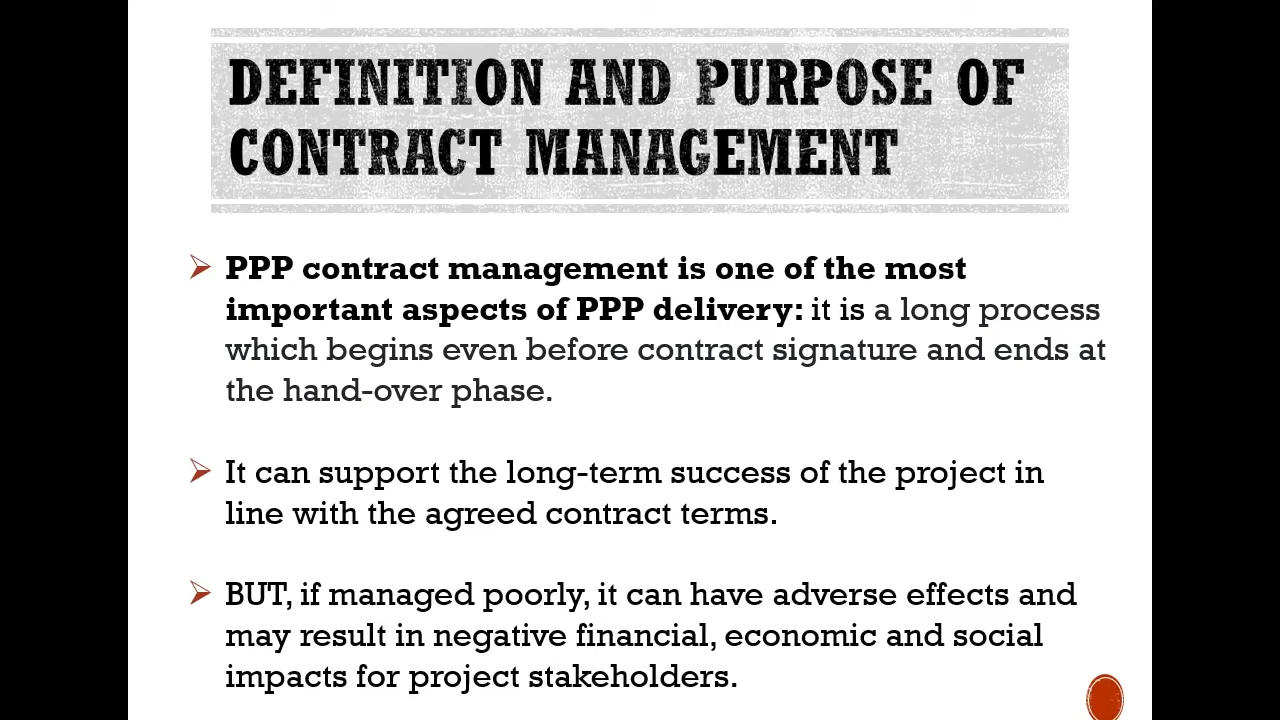 DEFINITION AND PURPOSE OF
CONTRACT MANAGEMENT
PPP contract management is one of the most
important aspects of PPP delivery: it is a long process
which begins even before contract signature and ends at
the hand-over phase.
It can support the long-term success of the project in
line with the agreed contract terms.
BUT, if managed poorly, it can have adverse effects and
may result in negative financial, economic and social
impacts for project stakeholders.